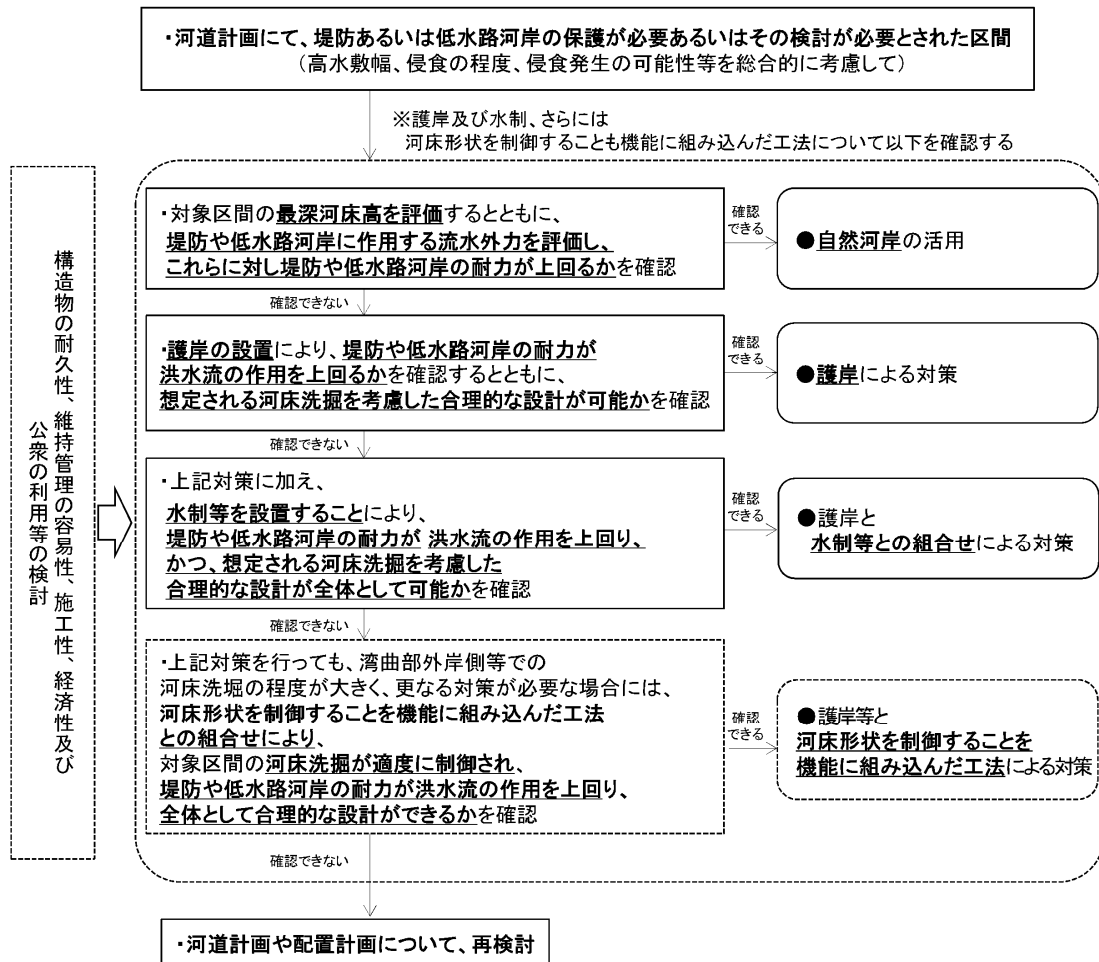 ・河道計画にて、堤防あるいは低水路河岸の保護が必要あるいはその検討が必要とされた区間
（高水敷幅、侵食の程度、侵食発生の可能性等を総合的に考慮して）
※護岸及び水制、さらには
河床形状を制御することも機能に組み込んだ工法について以下を確認する
構造物の耐久性、維持管理の容易性、施工性、経済性及び
公衆の利用等の検討
・対象区間の最深河床高を評価するとともに、
堤防や低水路河岸に作用する流水外力を評価し、
これらに対し堤防や低水路河岸の耐力が上回るかを確認
確認
できる
●自然河岸の活用
確認できない
・護岸の設置により、堤防や低水路河岸の耐力が
洪水流の作用を上回るかを確認するとともに、
想定される河床洗掘を考慮した合理的な設計が可能かを確認
確認
できる
●護岸による対策
確認できない
・上記対策に加え、
水制等を設置することにより、
堤防や低水路河岸の耐力が 洪水流の作用を上回り、
かつ、想定される河床洗掘を考慮した
合理的な設計が全体として可能かを確認
確認
できる
●護岸と
水制等との組合せによる対策
確認できない
・上記対策を行っても、湾曲部外岸側等での
河床洗堀の程度が大きく、更なる対策が必要な場合には、
河床形状を制御することを機能に組み込んだ工法
との組合せにより、
対象区間の河床洗掘が適度に制御され、
堤防や低水路河岸の耐力が洪水流の作用を上回り、
全体として合理的な設計ができるかを確認
確認
できる
●護岸等と
河床形状を制御することを
機能に組み込んだ工法による対策
確認できない
・河道計画や配置計画について、再検討